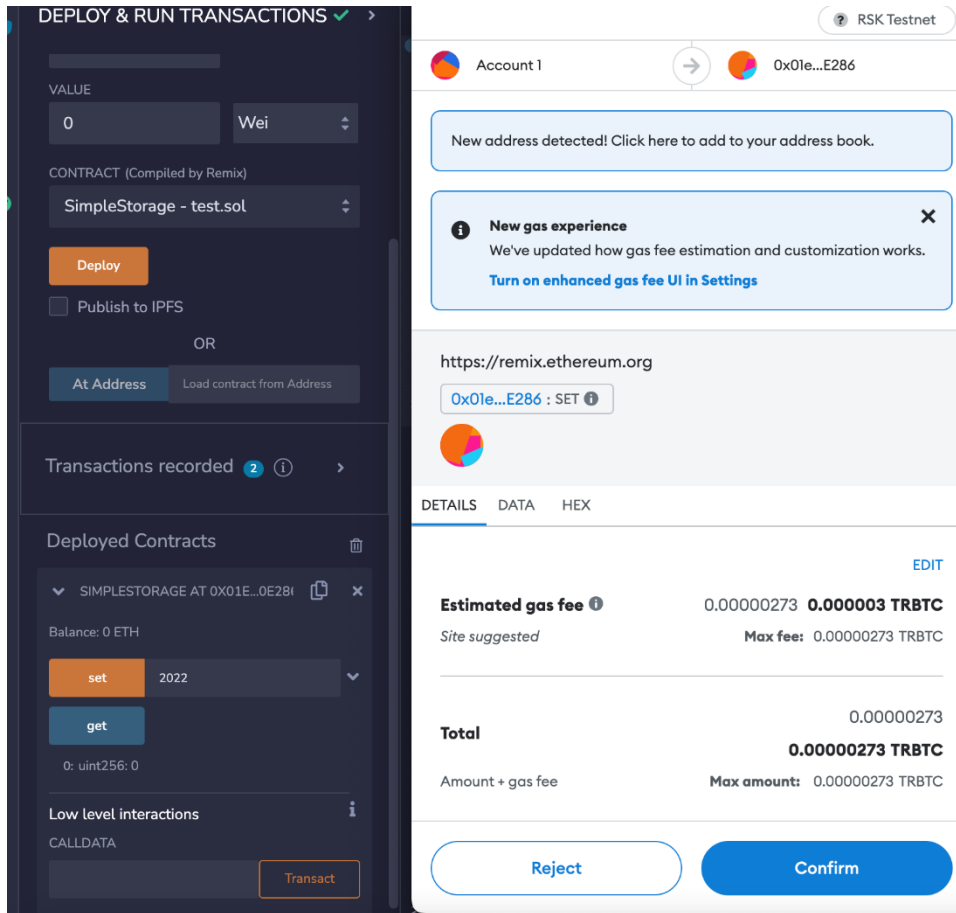 DEPLOY & RUN TRANSACTIONS
VALUE
0
Wei
CONTRACT (Compiled by Remix)
SimpleStorage - test.sol
Deploy
Publish to IPFS
OR
At Address
Load contract from Address
Transactions recorded 2
Deployed Contracts
SIMPLESTORAGE AT 0X01E...0E28
Balance: 0 ETH
set
2022
get
0: uint256: 0
Low level interactions
CALLDATA
Transact
RSK Testnet
Account 1
0x01e...E286
New address detected! Click here to add to your address book.
New gas experience
We've updated how gas fee estimation and customization works.
Turn on enhanced gas fee UI in Settings
https://remix.ethereum.org
0x01e...E286 : SET
DETAILS DATA HEX
EDIT
Estimated gas fee 0.00000273 0.000003 TRBTC
Site suggested Max fee: 0.00000273 TRBTC
0.00000273
Total
0.00000273 TRBTC
Amount + gas fee Max amount: 0.00000273 TRBTC
Reject
Confirm